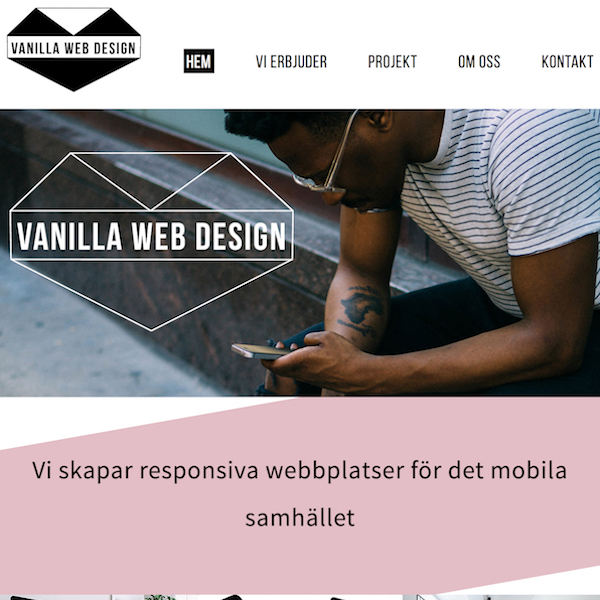 VANILLA WEB DESIGN
HEM
VI ERBJUDER
PROJEKT
OM OSS
KONTAKT
VANILLA WEB DESIGN
Vi skapar responsiva webbplatser för det mobila
samhället